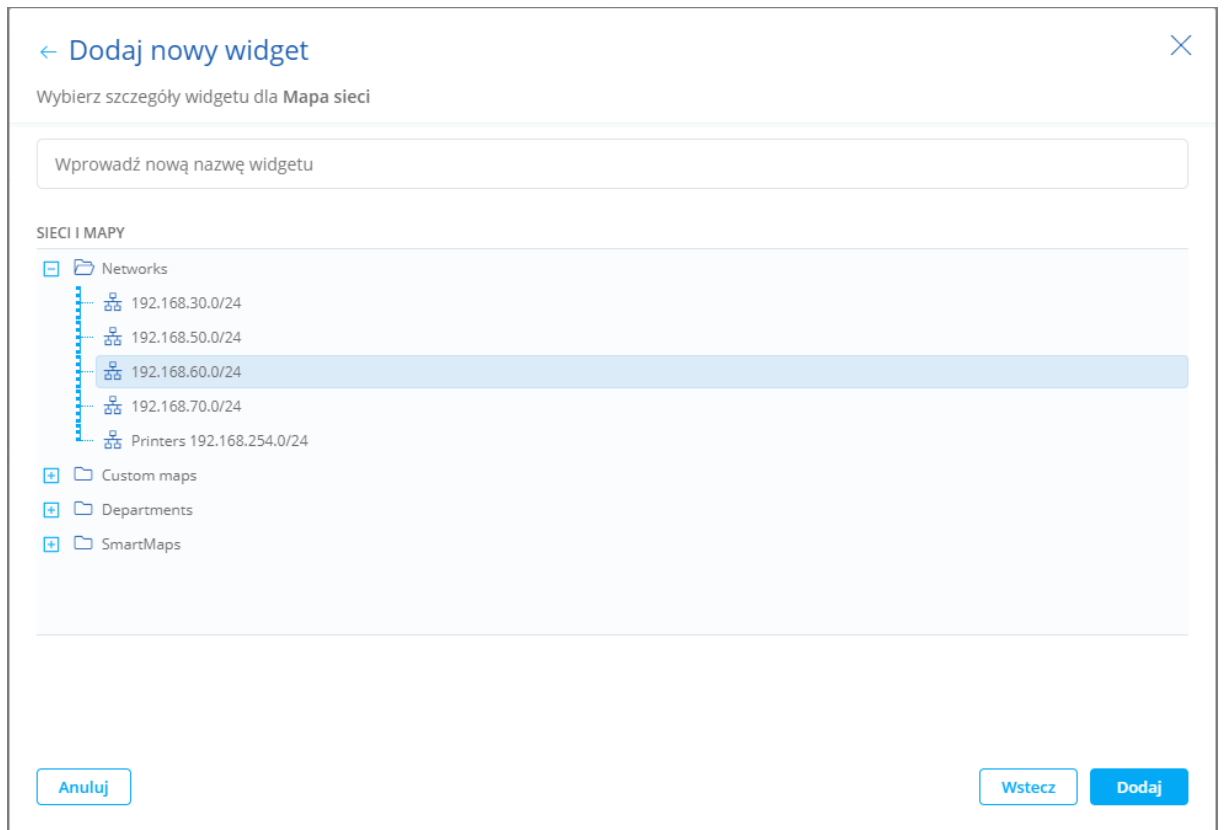 ← Dodaj nowy widget
Wybierz szczegóły widgetu dla Mapa sieci
Wprowadź nową nazwę widgetu
SIECI I MAPY
Networks
192.168.30.0/24
192.168.50.0/24
192.168.60.0/24
192.168.70.0/24
Printers 192.168.254.0/24
Custom maps
Departments
SmartMaps
Anuluj Wstecz Dodaj